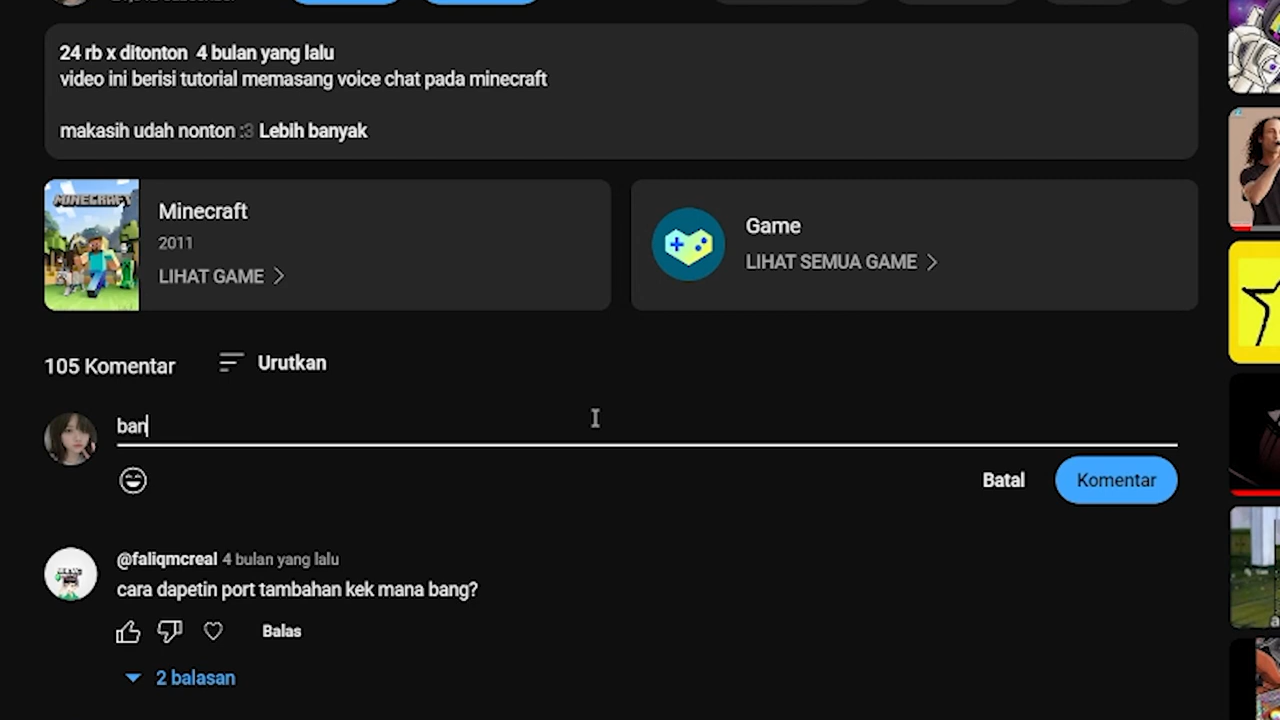 24 rb x ditonton  4 bulan yang lalu
video ini berisi tutorial memasang voice chat pada minecraft
makasih udah nonton :3 Lebih banyak
MINECRAFT
Minecraft
2011
LIHAT GAME
Game
LIHAT SEMUA GAME
105 Komentar
Urutkan
ban
Batal
Komentar
@faliqmcreal 4 bulan yang lalu
cara dapetin port tambahan kek mana bang?
Balas
2 balasan